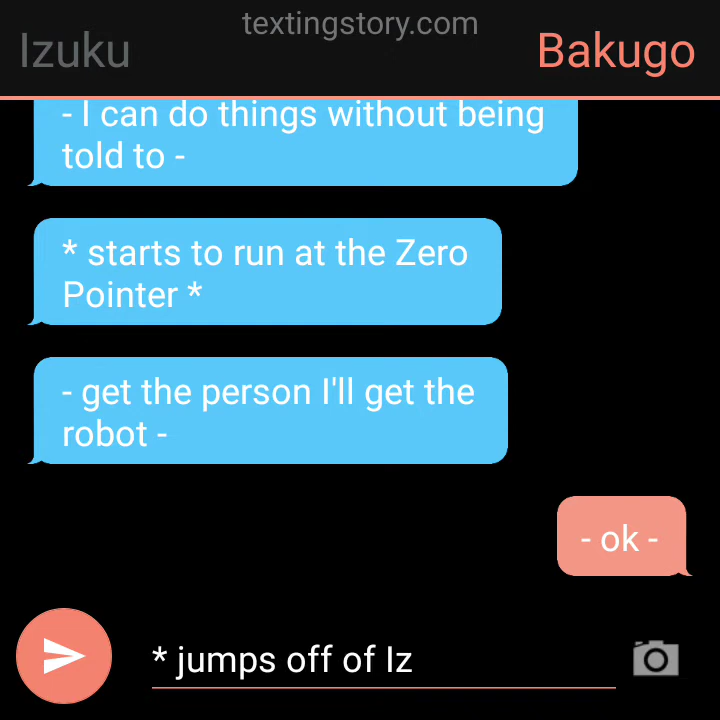 textingstory.com
Izuku
Bakugo
- I can do things without being
told to -
* starts to run at the Zero
Pointer *
- get the person I'll get the
robot -
- ok -
* jumps off of Iz